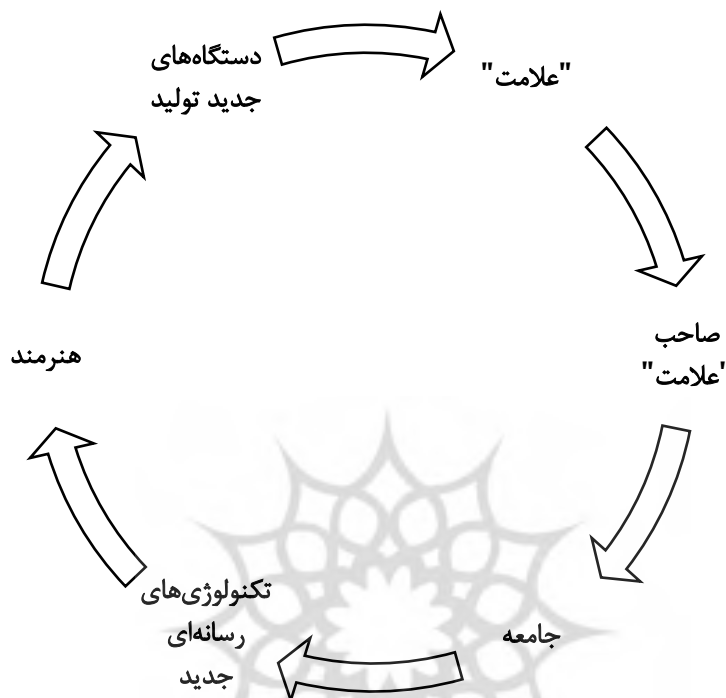 "علامت"
صاحب
'علامت"
جامعه
تکنولوژی‌های
رسانه‌ای
جدید
هنرمند
دستگاه‌های
جدید تولید